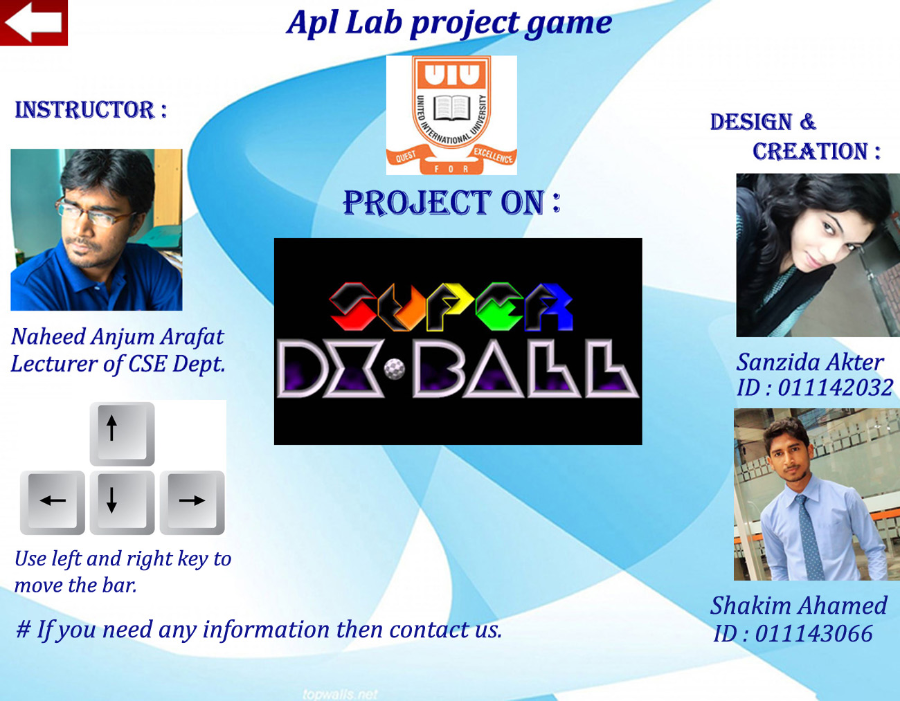 Apl Lab project game
UIU
UNITED INTERNATIONAL UNIVERSITY
QUEST FOR EXCELLENCE
INSTRUCTOR :
Naheed Anjum Arafat
Lecturer of CSE Dept.
PROJECT ON :
SUPER
DX•BALL
DESIGN &
CREATION :
Sanzida Akter
ID : 011142032
Shakim Ahamed
ID : 011143066
Use left and right key to
move the bar.
# If you need any information then contact us.
topwalls.net